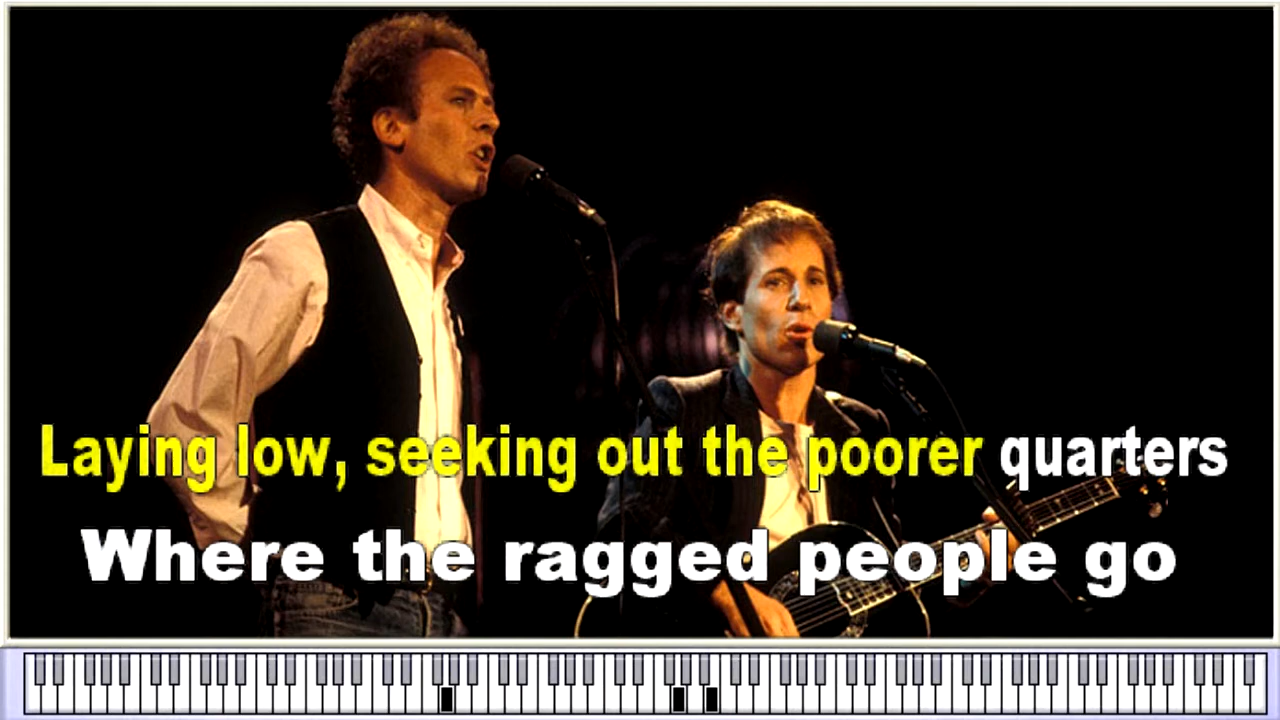 Laying low, seeking out the poorer quarters
Where the ragged people go